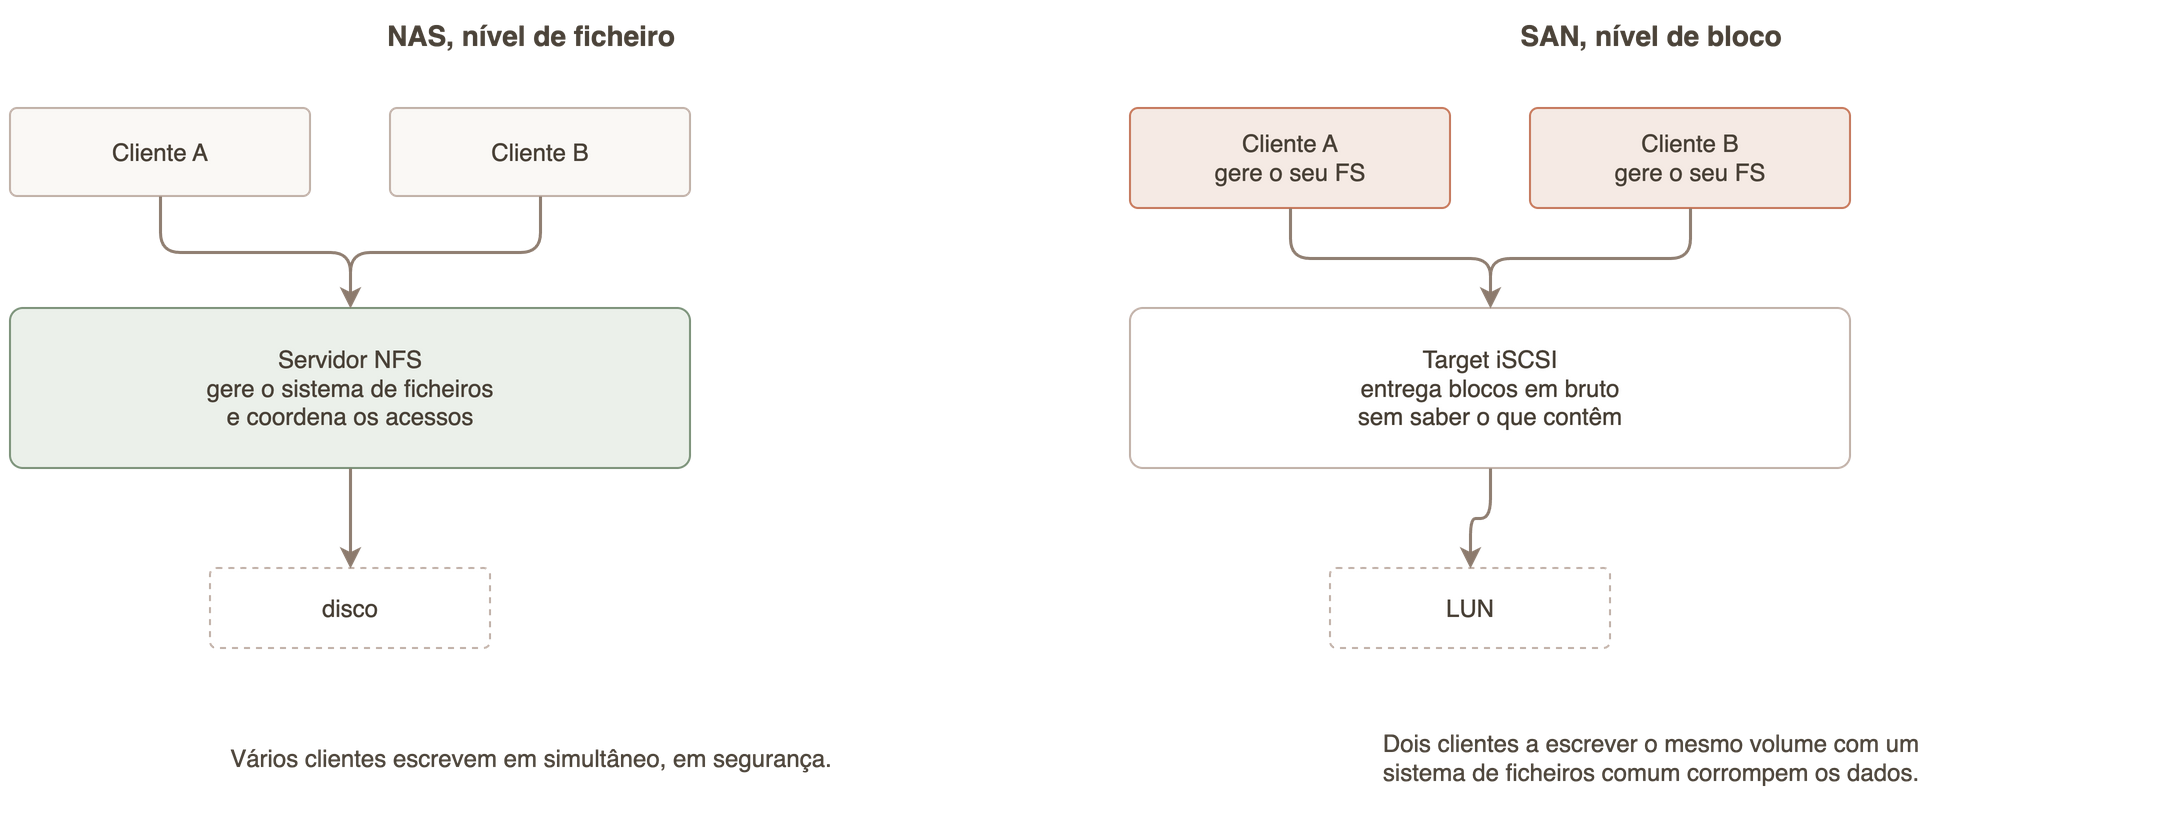 NAS, nível de ficheiro
Cliente A
Cliente B
Servidor NFS
gere o sistema de ficheiros
e coordena os acessos
disco
Vários clientes escrevem em simultâneo, em segurança.
SAN, nível de bloco
Cliente A
gere o seu FS
Cliente B
gere o seu FS
Target iSCSI
entrega blocos em bruto
sem saber o que contêm
LUN
Dois clientes a escrever o mesmo volume com um
sistema de ficheiros comum corrompem os dados.